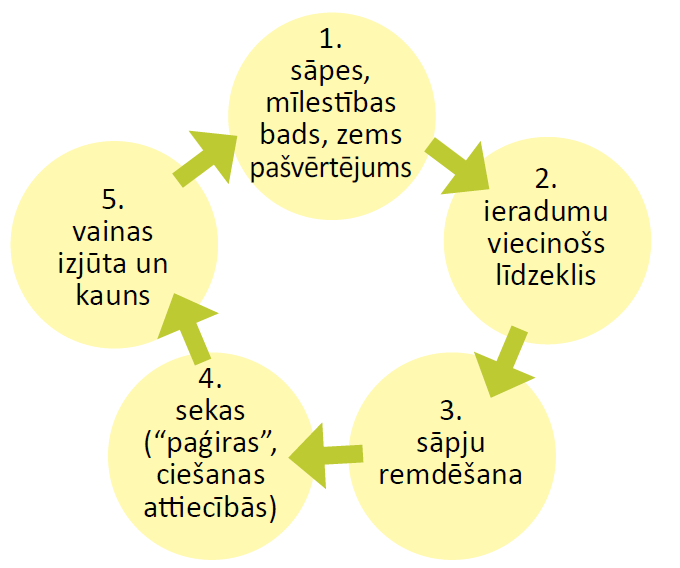 1.
sāpes,
mīlestības
bads, zems
pašvērtējums
2.
ieradumu
viecinošs
līdzeklis
3.
sāpju
remdēšana
4.
sekas
(“paģiras”,
ciešanas
attiecībās)
5.
vainas
izjūta un
kauns